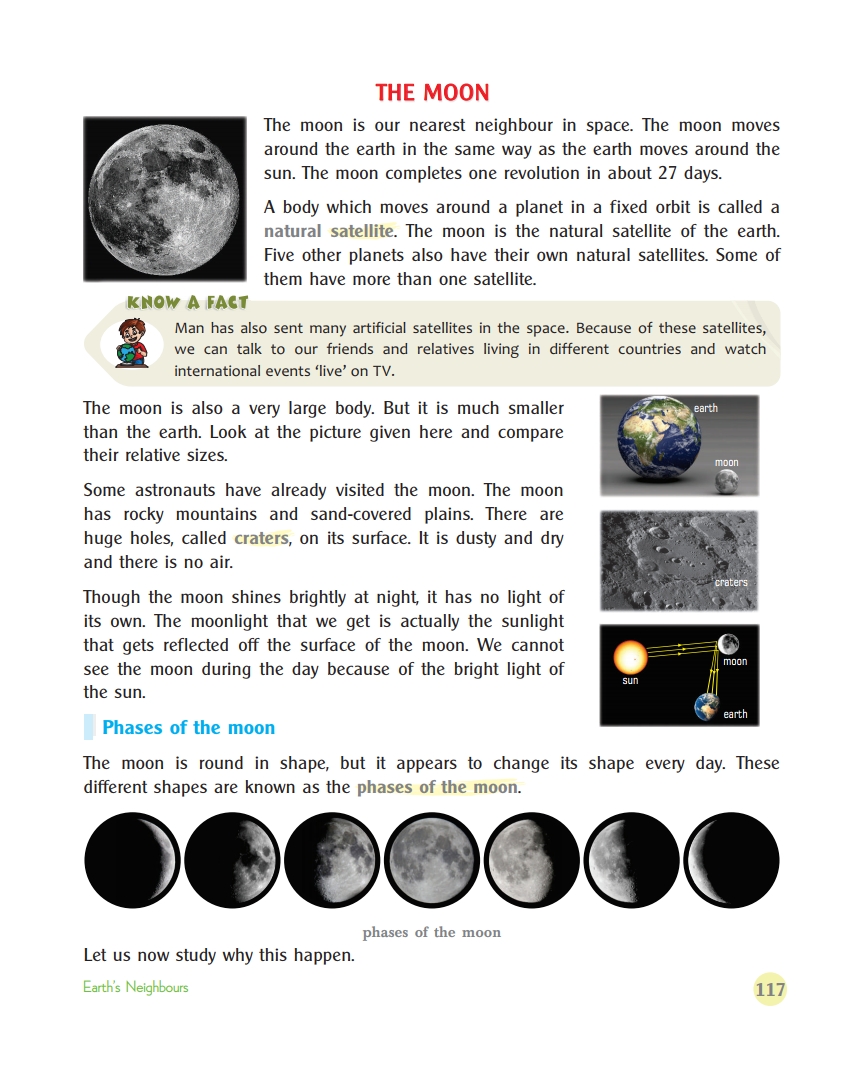 THE MOON
The moon is our nearest neighbour in space. The moon moves
around the earth in the same way as the earth moves around the
sun. The moon completes one revolution in about 27 days.
A body which moves around a planet in a fixed orbit is called a
natural satellite. The moon is the natural satellite of the earth.
Five other planets also have their own natural satellites. Some of
them have more than one satellite.
KNOW A FACT
Man has also sent many artificial satellites in the space. Because of these satellites,
we can talk to our friends and relatives living in different countries and watch
international events ‘live’ on TV.
The moon is also a very large body. But it is much smaller
than the earth. Look at the picture given here and compare
their relative sizes.
earth
moon
Some astronauts have already visited the moon. The moon
has rocky mountains and sand-covered plains. There are
huge holes, called craters, on its surface. It is dusty and dry
and there is no air.
craters
Though the moon shines brightly at night, it has no light of
its own. The moonlight that we get is actually the sunlight
that gets reflected off the surface of the moon. We cannot
see the moon during the day because of the bright light of
the sun.
moon
sun
earth
Phases of the moon
The moon is round in shape, but it appears to change its shape every day. These
different shapes are known as the phases of the moon.
phases of the moon
Let us now study why this happen.
Earth's Neighbours
117